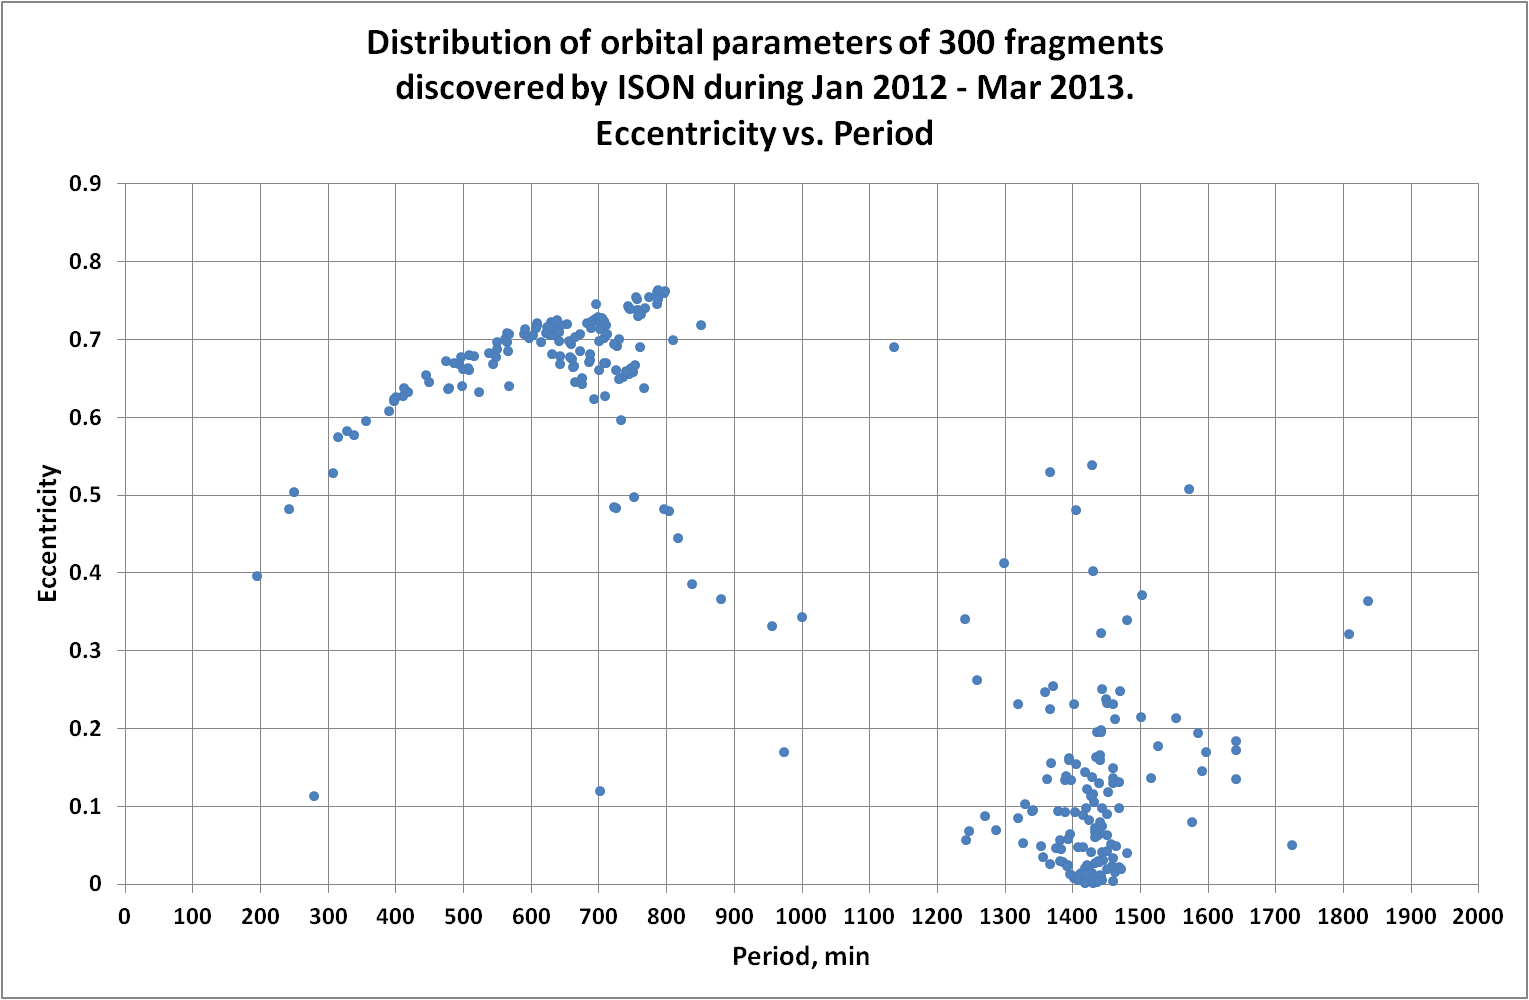 Distribution of orbital parameters of 300 fragments
discovered by ISON during Jan 2012 - Mar 2013.
Eccentricity vs. Period
0.9
0.8
0.7
0.6
0.5
0.4
0.3
0.2
0.1
0
Eccentricity
0 100 200 300 400 500 600 700 800 900 1000 1100 1200 1300 1400 1500 1600 1700 1800 1900 2000
Period, min